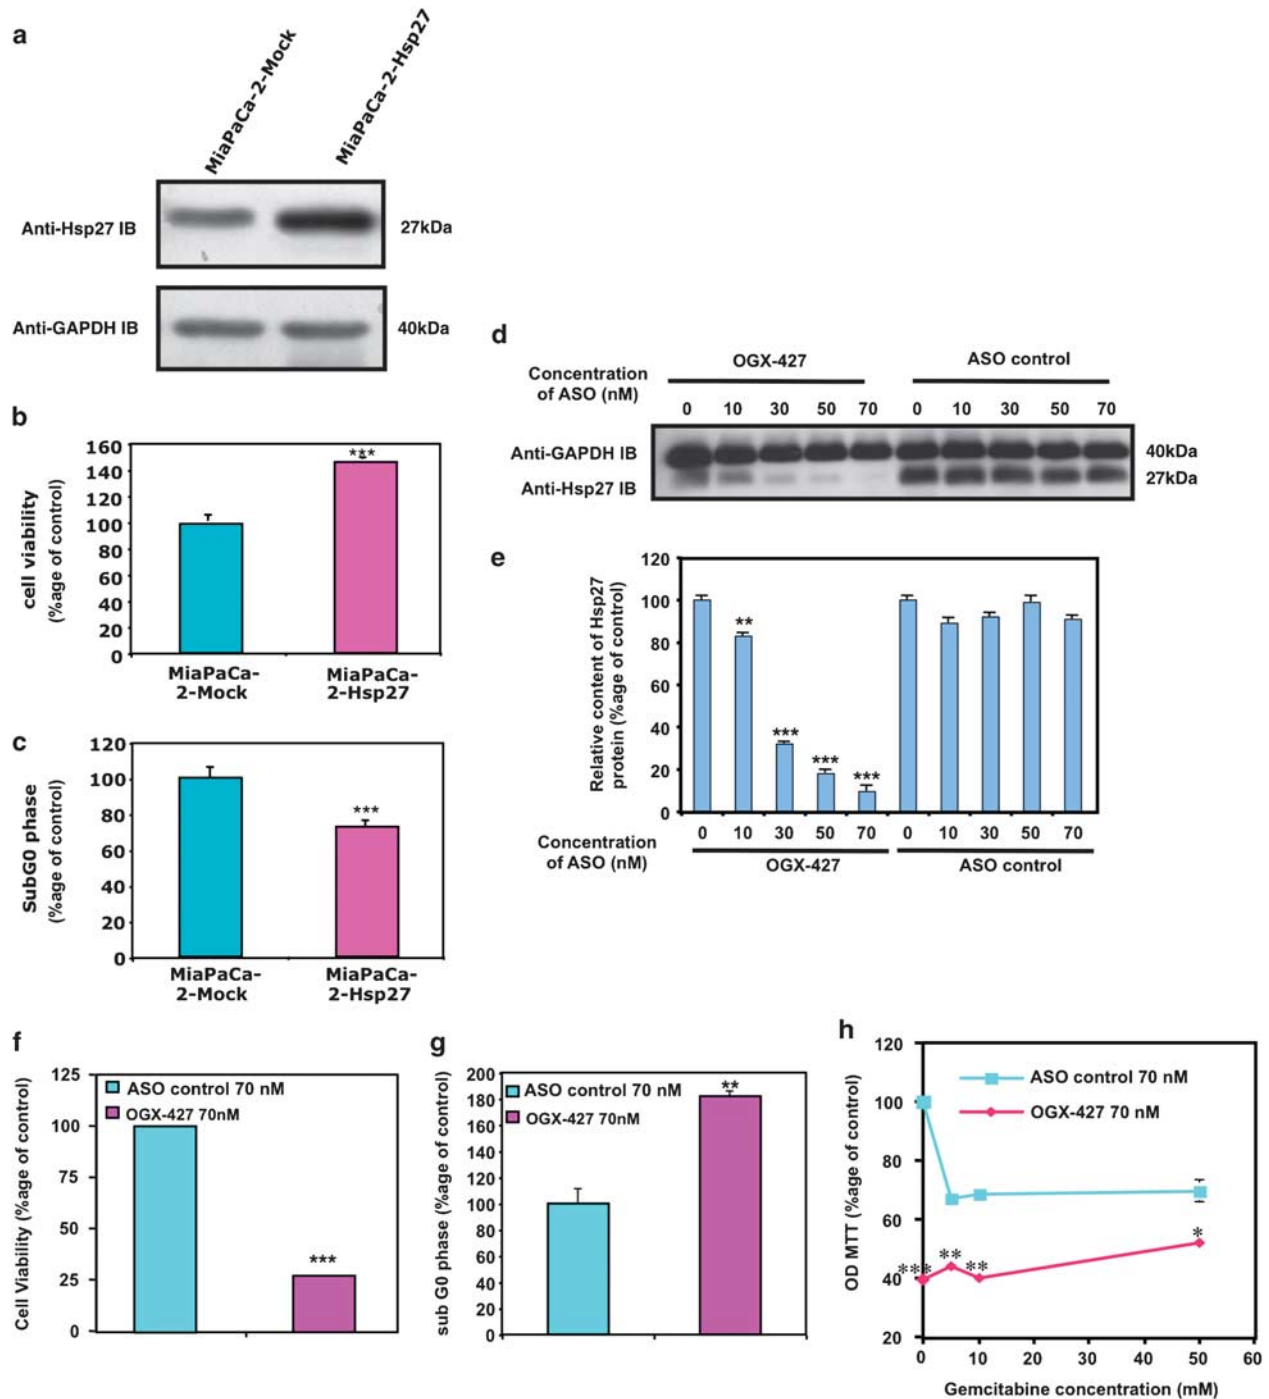 a
MiaPaCa-2-Mock
MiaPaCa-2-Hsp27
Anti-Hsp27 IB
27kDa
Anti-GAPDH IB
40kDa
b
cell viability
(%age of control)
160
140
120
100
80
60
40
20
0
***
MiaPaCa-
2-Mock
MiaPaCa-
2-Hsp27
c
SubG0 phase
(%age of control)
120
100
80
60
40
20
0
***
MiaPaCa-
2-Mock
MiaPaCa-
2-Hsp27
d
OGX-427
ASO control
Concentration
of ASO (nM)
0 10 30 50 70 0 10 30 50 70
Anti-GAPDH IB
40kDa
Anti-Hsp27 IB
27kDa
e
Relative content of Hsp27
protein (%age of control)
120
100
80
60
40
20
0
**
***
***
***
Concentration
of ASO (nM)
0 10 30 50 70 0 10 30 50 70
OGX-427
ASO control
f
Cell Viability (%age of control)
125
100
75
50
25
0
ASO control 70 nM
OGX-427 70nM
***
g
sub G0 phase (%age of control)
200
180
160
140
120
100
80
60
40
20
0
ASO control 70 nM
OGX-427 70nM
**
h
OD MTT (%age of control)
120
100
80
60
40
20
ASO control 70 nM
OGX-427 70 nM
***
**
**
*
0 10 20 30 40 50 60
Gemcitabine concentration (mM)